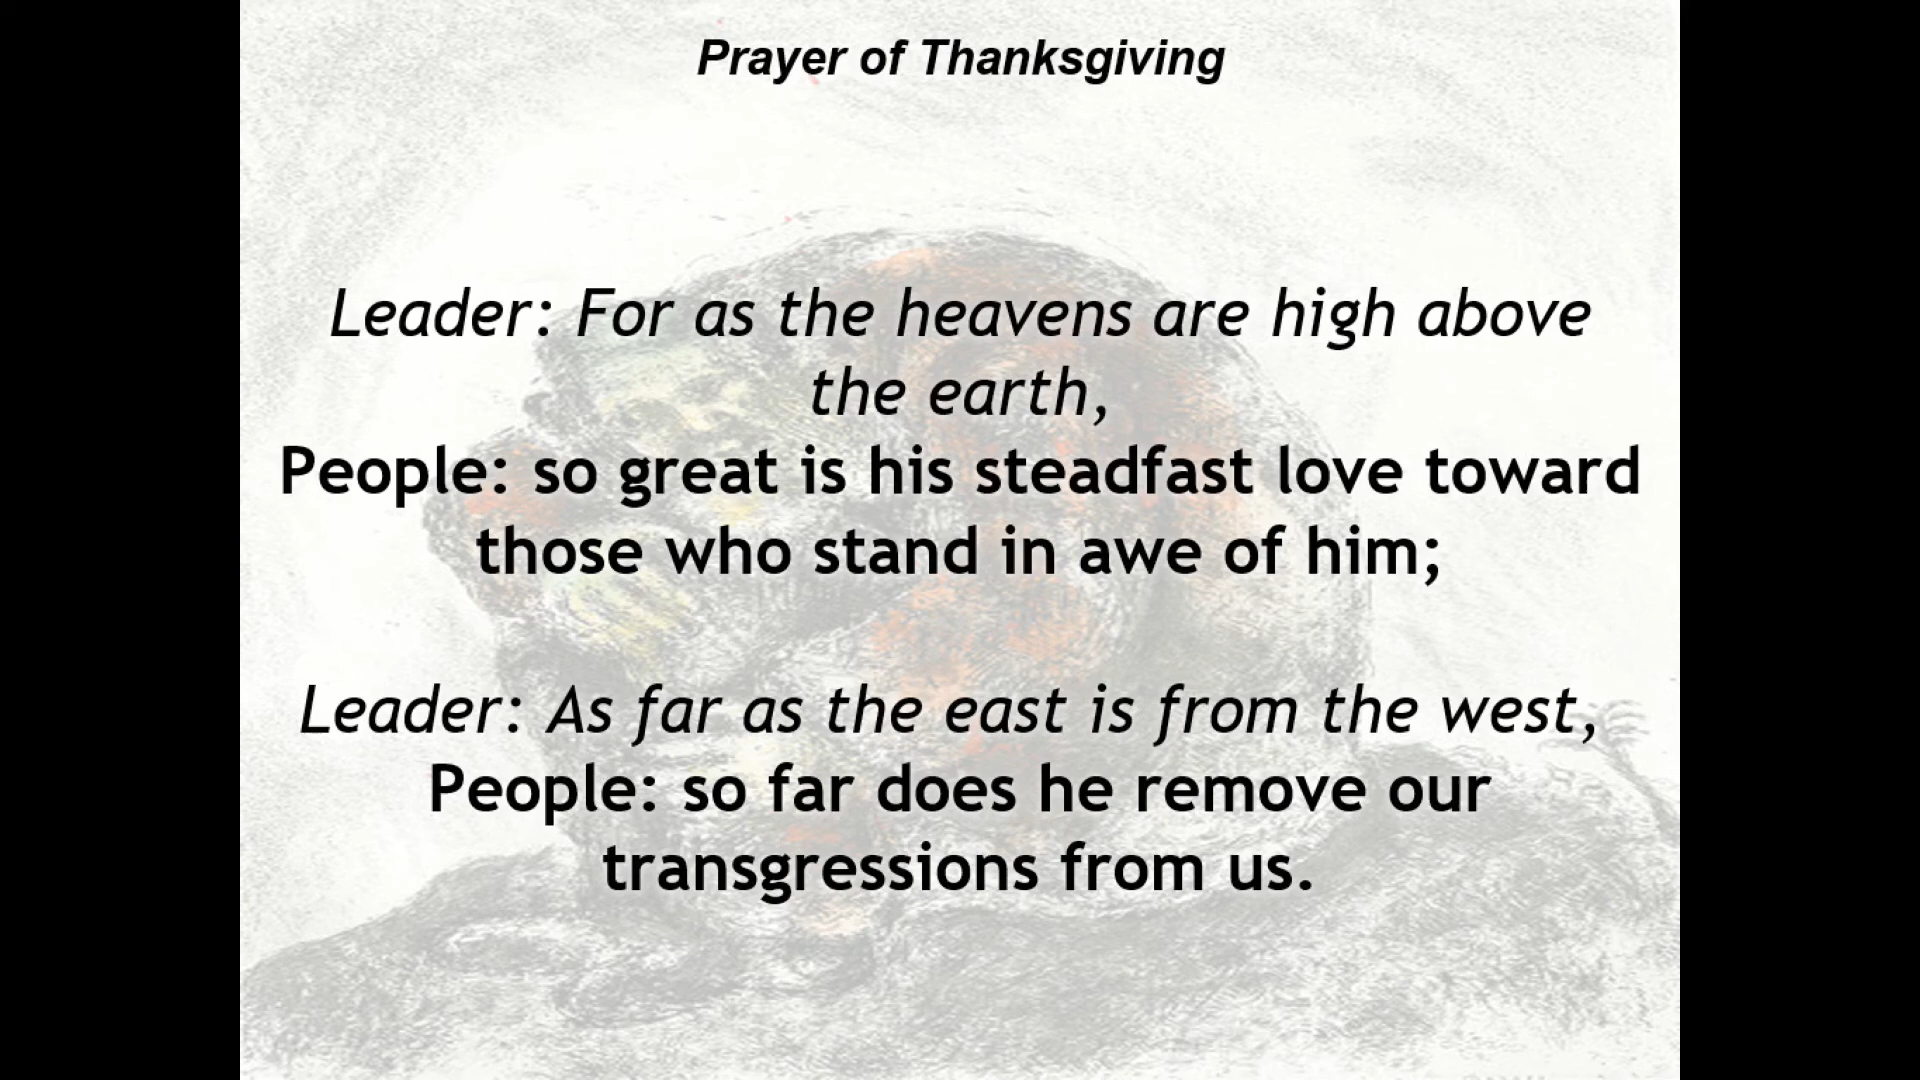 Prayer of Thanksgiving
Leader: For as the heavens are high above
the earth,
People: so great is his steadfast love toward
those who stand in awe of him;
Leader: As far as the east is from the west,
People: so far does he remove our
transgressions from us.